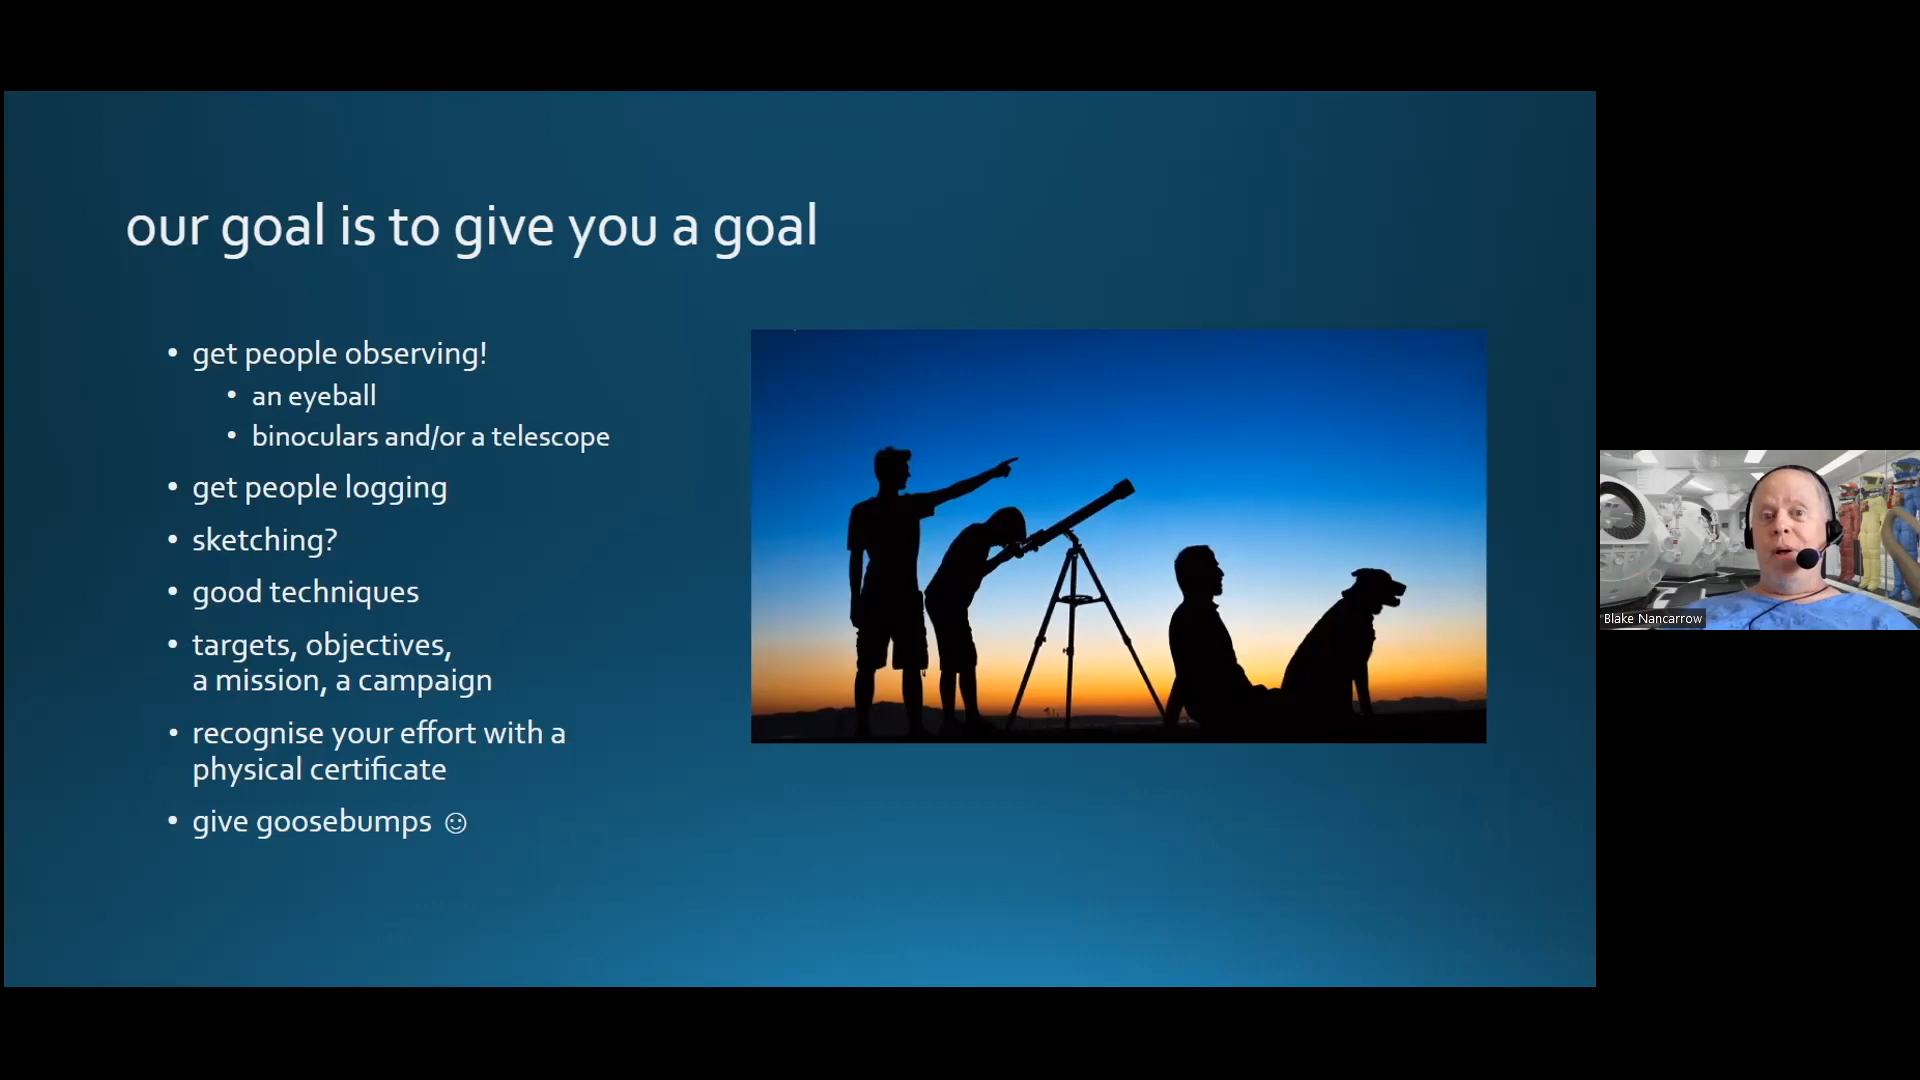 our goal is to give you a goal
• get people observing!
• an eyeball
• binoculars and/or a telescope
• get people logging
• sketching?
• good techniques
• targets, objectives,
a mission, a campaign
• recognise your effort with a
physical certificate
• give goosebumps ☺
Blake Nancarrow